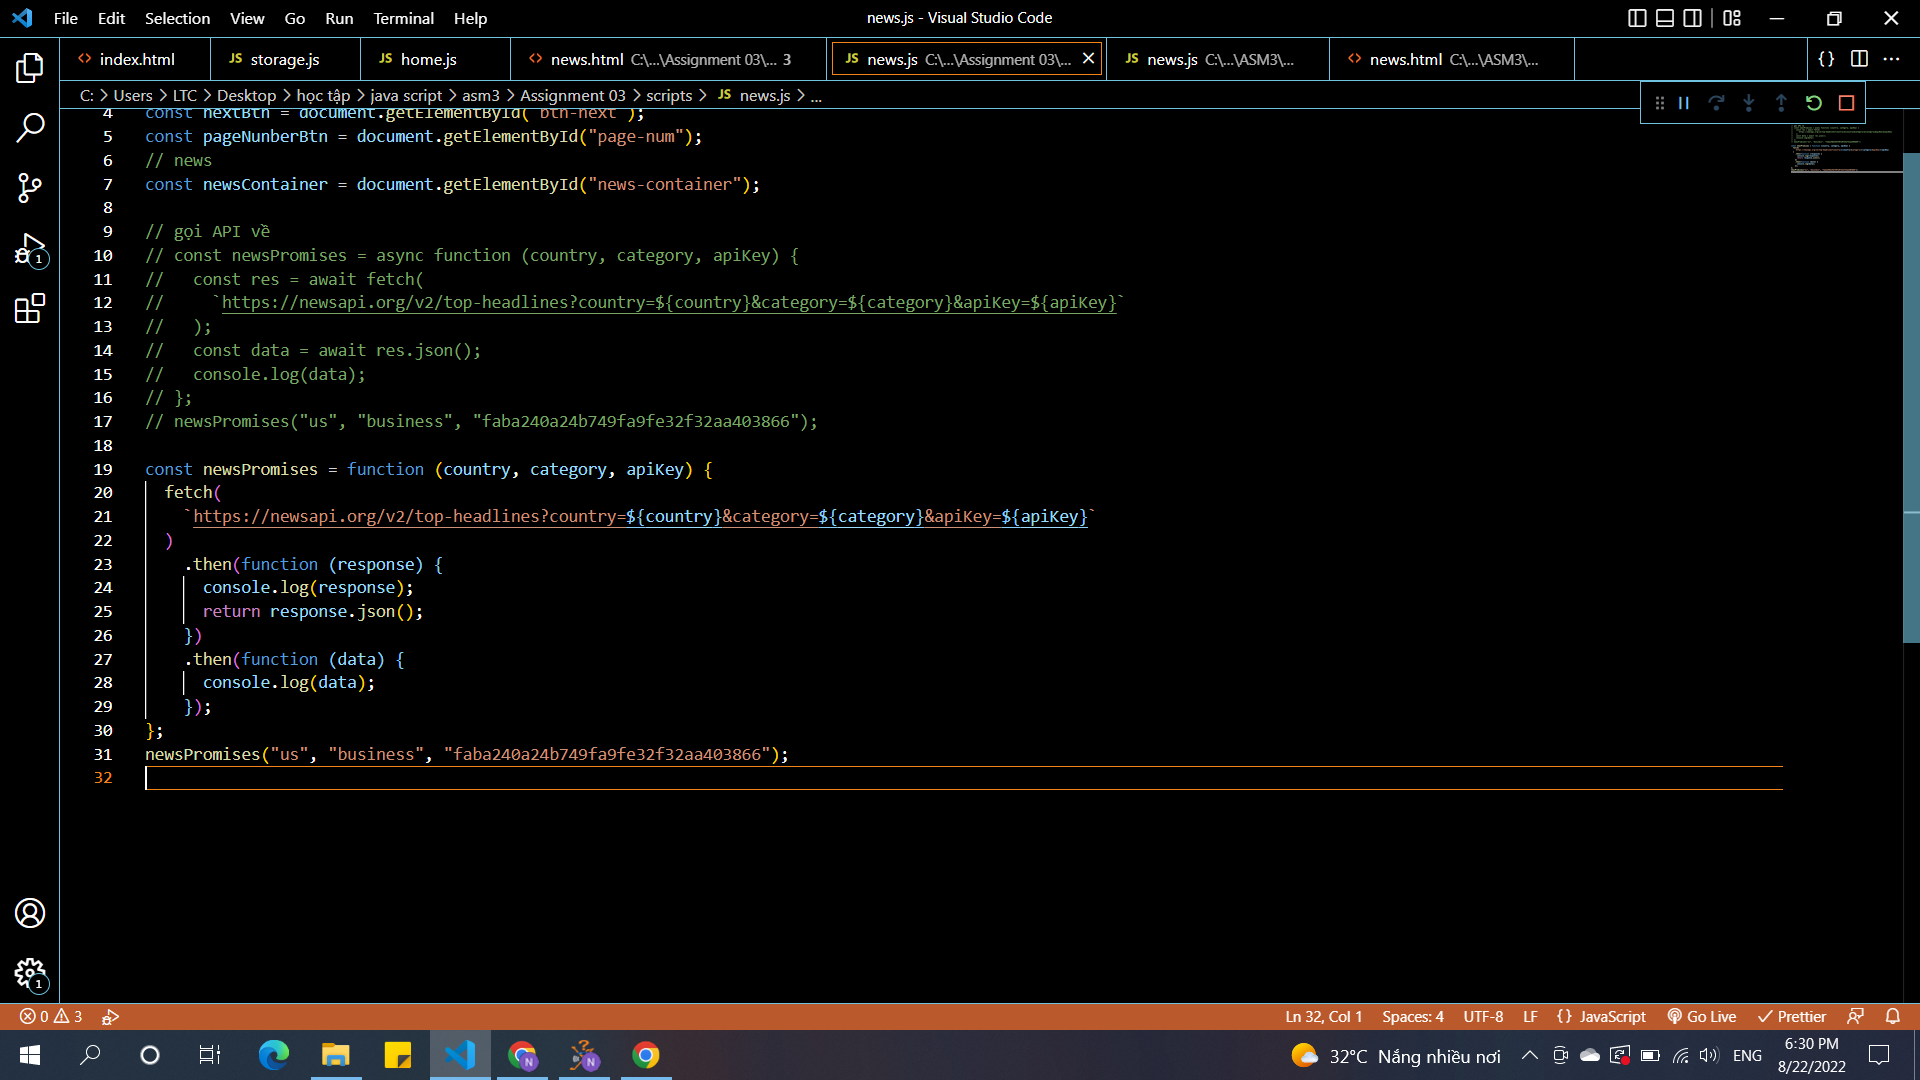 File Edit Selection View Go Run Terminal Help
news.js - Visual Studio Code
index.html
JS storage.js
JS home.js
news.html C:\...\Assignment 03\... 3
JS news.js C:\...\Assignment 03\...
JS news.js C:\...\ASM3\...
news.html C:\...\ASM3\...
C: > Users > LTC > Desktop > học tập > java script > asm3 > Assignment 03 > scripts > JS news.js > ...
4 const nextBtn = document.getElementById("btn-next");
5 const pageNunberBtn = document.getElementById("page-num");
6 // news
7 const newsContainer = document.getElementById("news-container");
8
9 // gọi API về
10 // const newsPromises = async function (country, category, apiKey) {
11 //   const res = await fetch(
12 //     `https://newsapi.org/v2/top-headlines?country=${country}&category=${category}&apiKey=${apiKey}`
13 //   );
14 //   const data = await res.json();
15 //   console.log(data);
16 // };
17 // newsPromises("us", "business", "faba240a24b749fa9fe32f32aa403866");
18
19 const newsPromises = function (country, category, apiKey) {
20   fetch(
21     `https://newsapi.org/v2/top-headlines?country=${country}&category=${category}&apiKey=${apiKey}`
22   )
23     .then(function (response) {
24       console.log(response);
25       return response.json();
26     })
27     .then(function (data) {
28       console.log(data);
29     });
30 };
31 newsPromises("us", "business", "faba240a24b749fa9fe32f32aa403866");
32
1
1
0 3
Ln 32, Col 1 Spaces: 4 UTF-8 LF {} JavaScript Go Live Prettier
32°C Nắng nhiều nơi
ENG
6:30 PM
8/22/2022